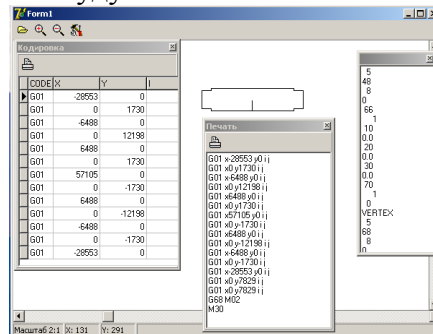 Form1
Кодировка
CODE X Y I
G01 -28553 0
G01 0 1730
G01 -6488 0
G01 0 12198
G01 6488 0
G01 0 1730
G01 57105 0
G01 0 -1730
G01 6488 0
G01 0 -12198
G01 -6488 0
G01 0 -1730
G01 -28553 0
Печать
G01 x-28553 y0 i j
G01 x0 y1730 i j
G01 x-6488 y0 i j
G01 x0 y12198 i j
G01 x6488 y0 i j
G01 x0 y1730 i j
G01 x57105 y0 i j
G01 x0 y-1730 i j
G01 x6488 y0 i j
G01 x0 y-12198 i j
G01 x-6488 y0 i j
G01 x0 y-1730 i j
G01 x-28553 y0 i j
G01 x0 y7829 i j
G01 x0 y7829 i j
G68 M02
M30
5
48
8
0
66
1
10
0.0
20
0.0
30
0.0
70
1
0
VERTEX
5
68
8
0
Масштаб 2:1 X: 131 Y: 291